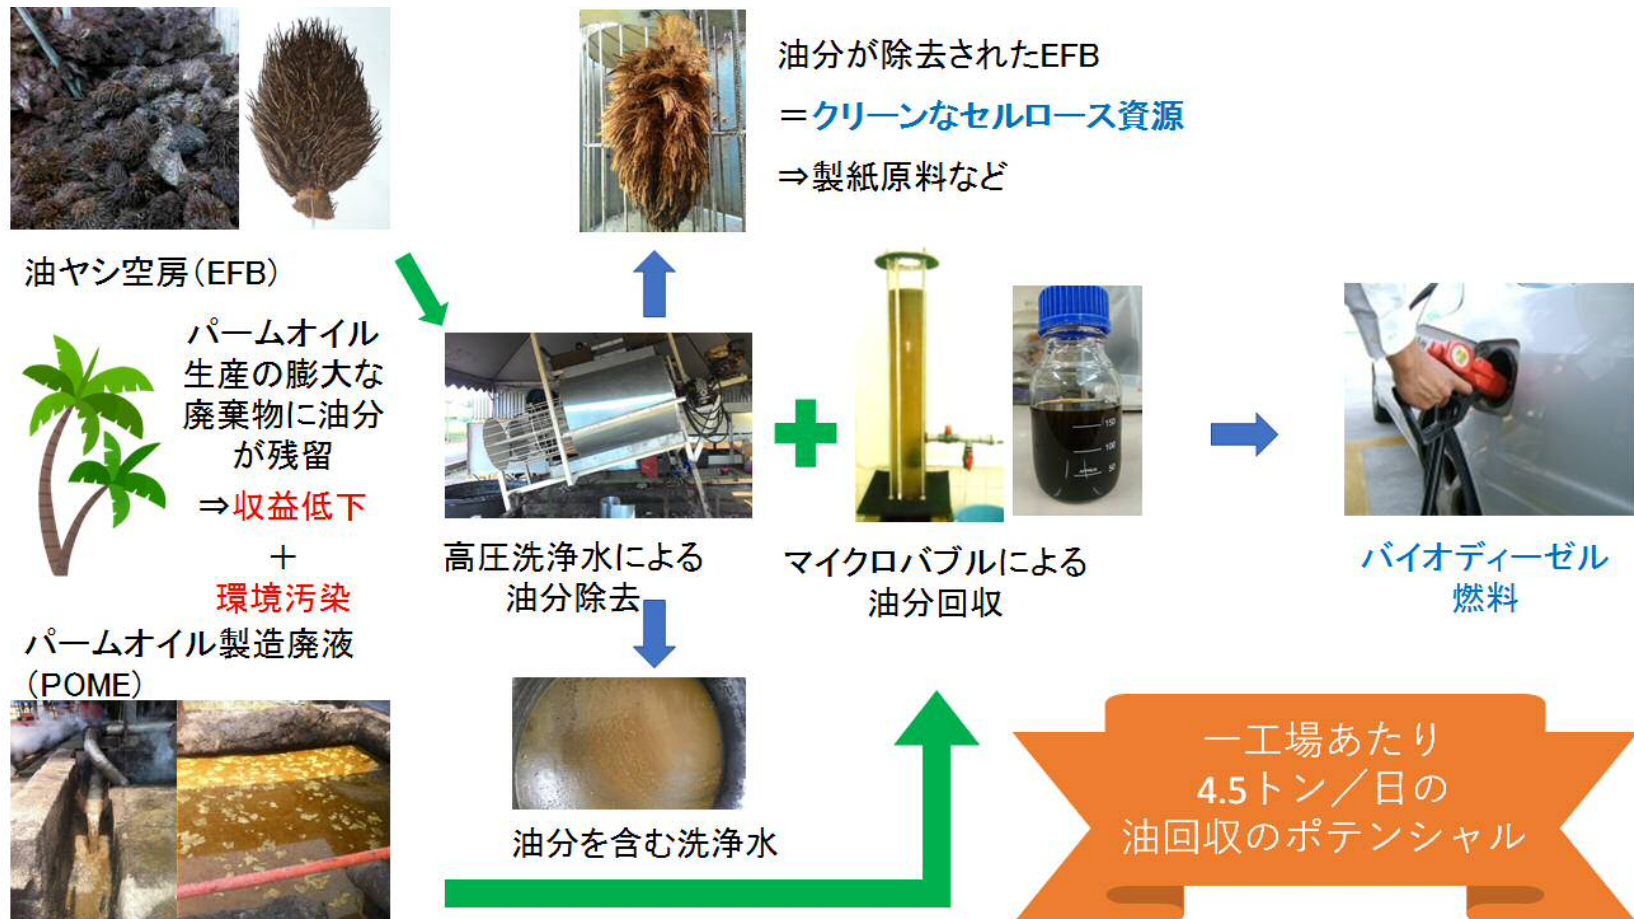 油分が除去されたEFB
＝クリーンなセルロース資源
⇒製紙原料など
油ヤシ空房（EFB）
パームオイル
生産の膨大な
廃棄物に油分
が残留
⇒収益低下
＋
環境汚染
パームオイル製造廃液
（POME）
高圧洗浄水による
油分除去
マイクロバブルによる
油分回収
バイオディーゼル
燃料
油分を含む洗浄水
一工場あたり
4.5トン／日の
油回収のポテンシャル
150
100
50